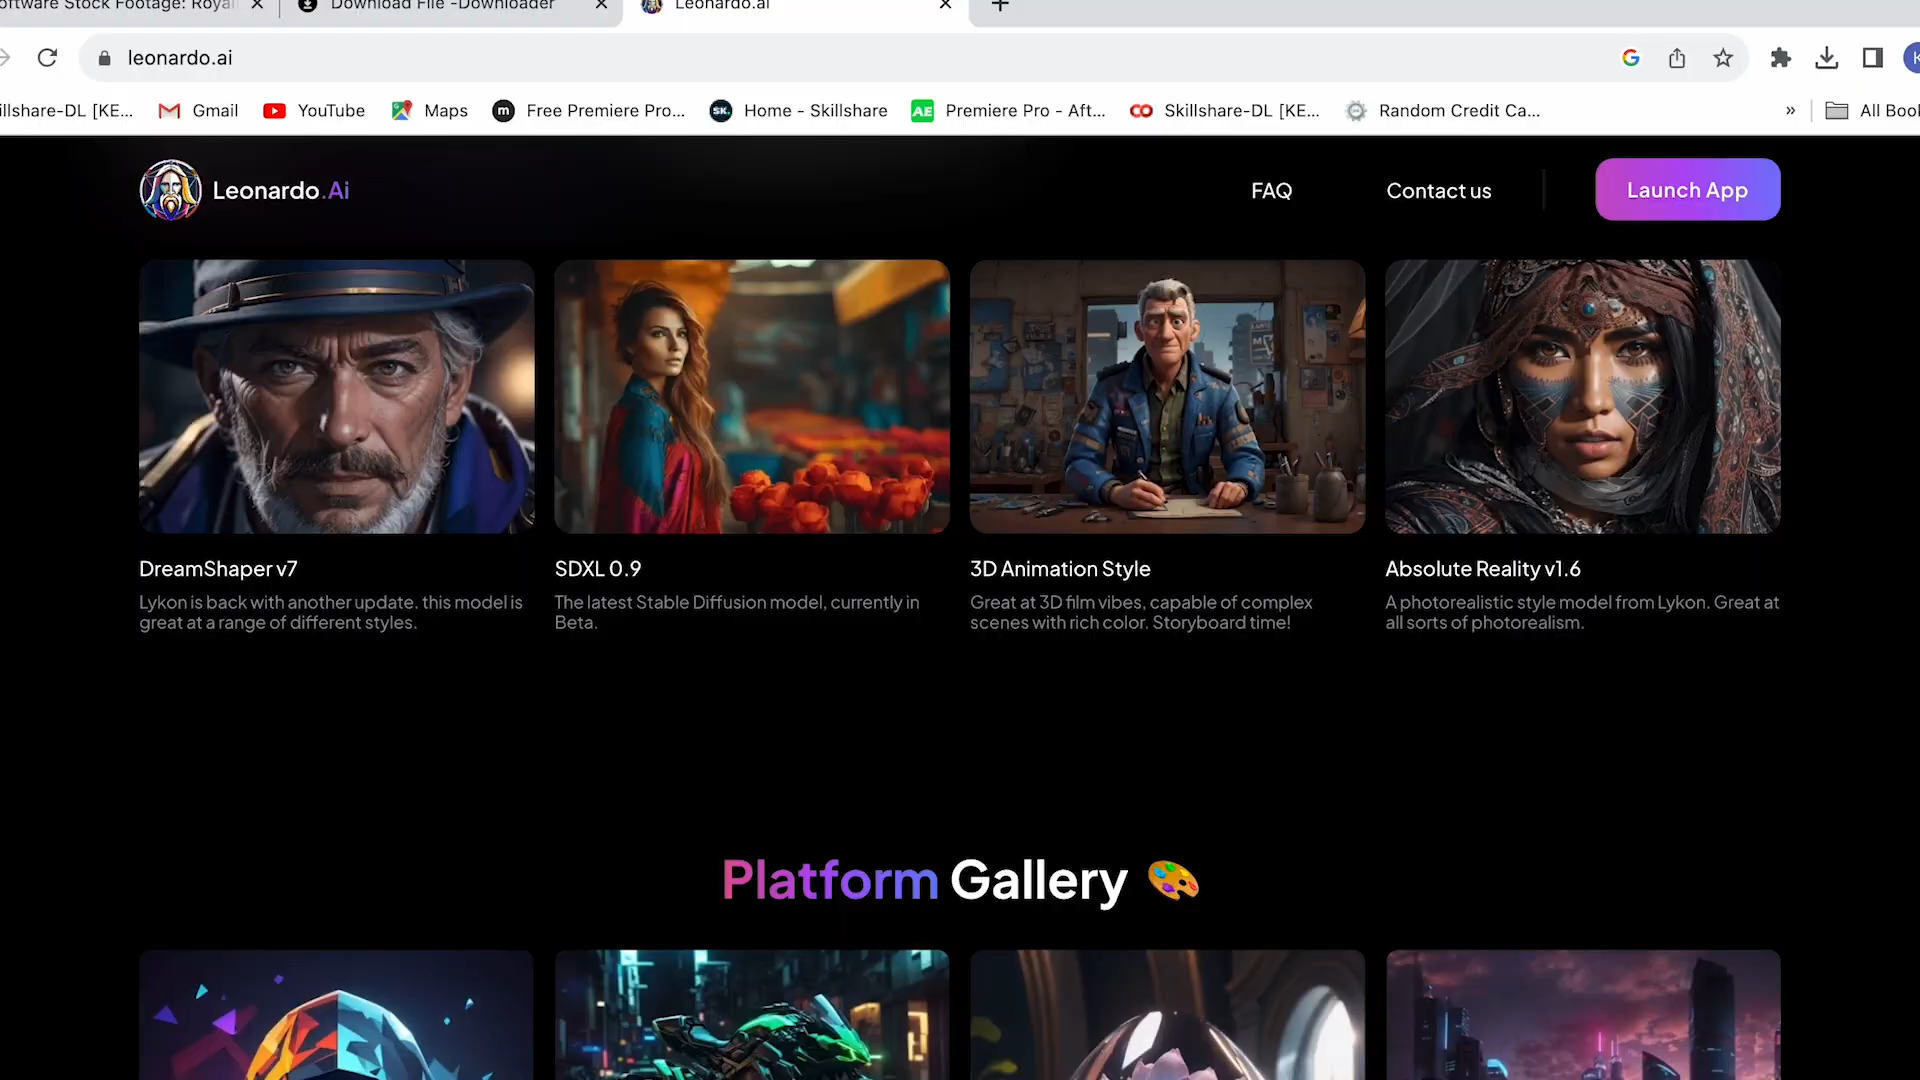 oftware Stock Footage: Royal
Download File -Downloader
Leonardo.ai
leonardo.ai
illshare-DL [KE...
Gmail
YouTube
Maps
m
Free Premiere Pro...
SK.
Home - Skillshare
AE
Premiere Pro - Aft...
CO
Skillshare-DL [KE...
Random Credit Ca...
»
All Book
Leonardo.Ai
FAQ
Contact us
Launch App
DreamShaper v7
Lykon is back with another update. this model is
great at a range of different styles.
SDXL 0.9
The latest Stable Diffusion model, currently in
Beta.
3D Animation Style
Great at 3D film vibes, capable of complex
scenes with rich color. Storyboard time!
Absolute Reality v1.6
A photorealistic style model from Lykon. Great at
all sorts of photorealism.
Platform Gallery